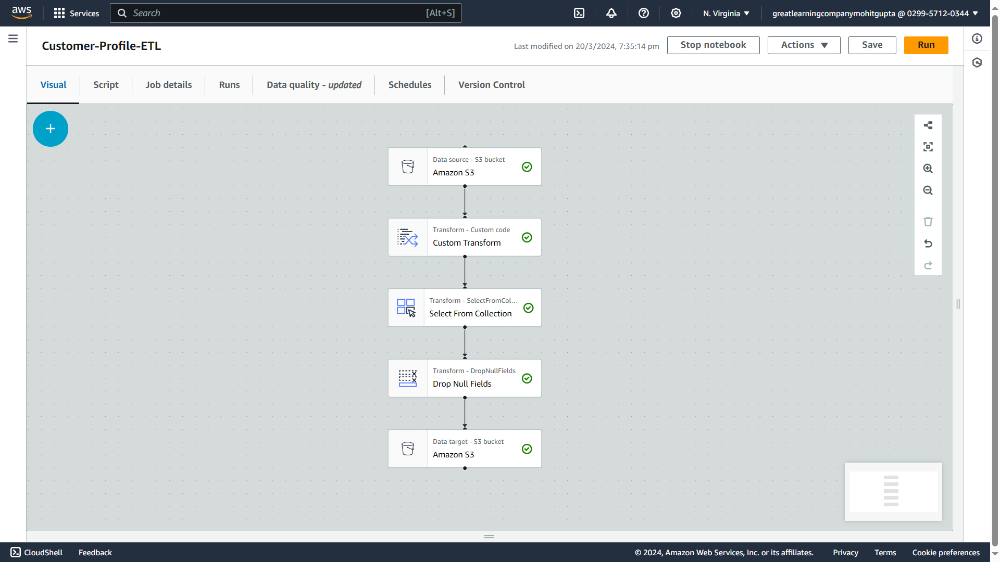 aws
Services
Search
[Alt+S]
N. Virginia
greatlearningcompanymohitgupta @ 0299-5712-0344
Customer-Profile-ETL
Last modified on 20/3/2024, 7:35:14 pm
Stop notebook
Actions
Save
Run
Visual
Script
Job details
Runs
Data quality - updated
Schedules
Version Control
Data source - S3 bucket
Amazon S3
Transform - Custom code
Custom Transform
Transform - SelectFromCol...
Select From Collection
Transform - DropNullFields
Drop Null Fields
Data target - S3 bucket
Amazon S3
CloudShell
Feedback
© 2024, Amazon Web Services, Inc. or its affiliates.
Privacy
Terms
Cookie preferences